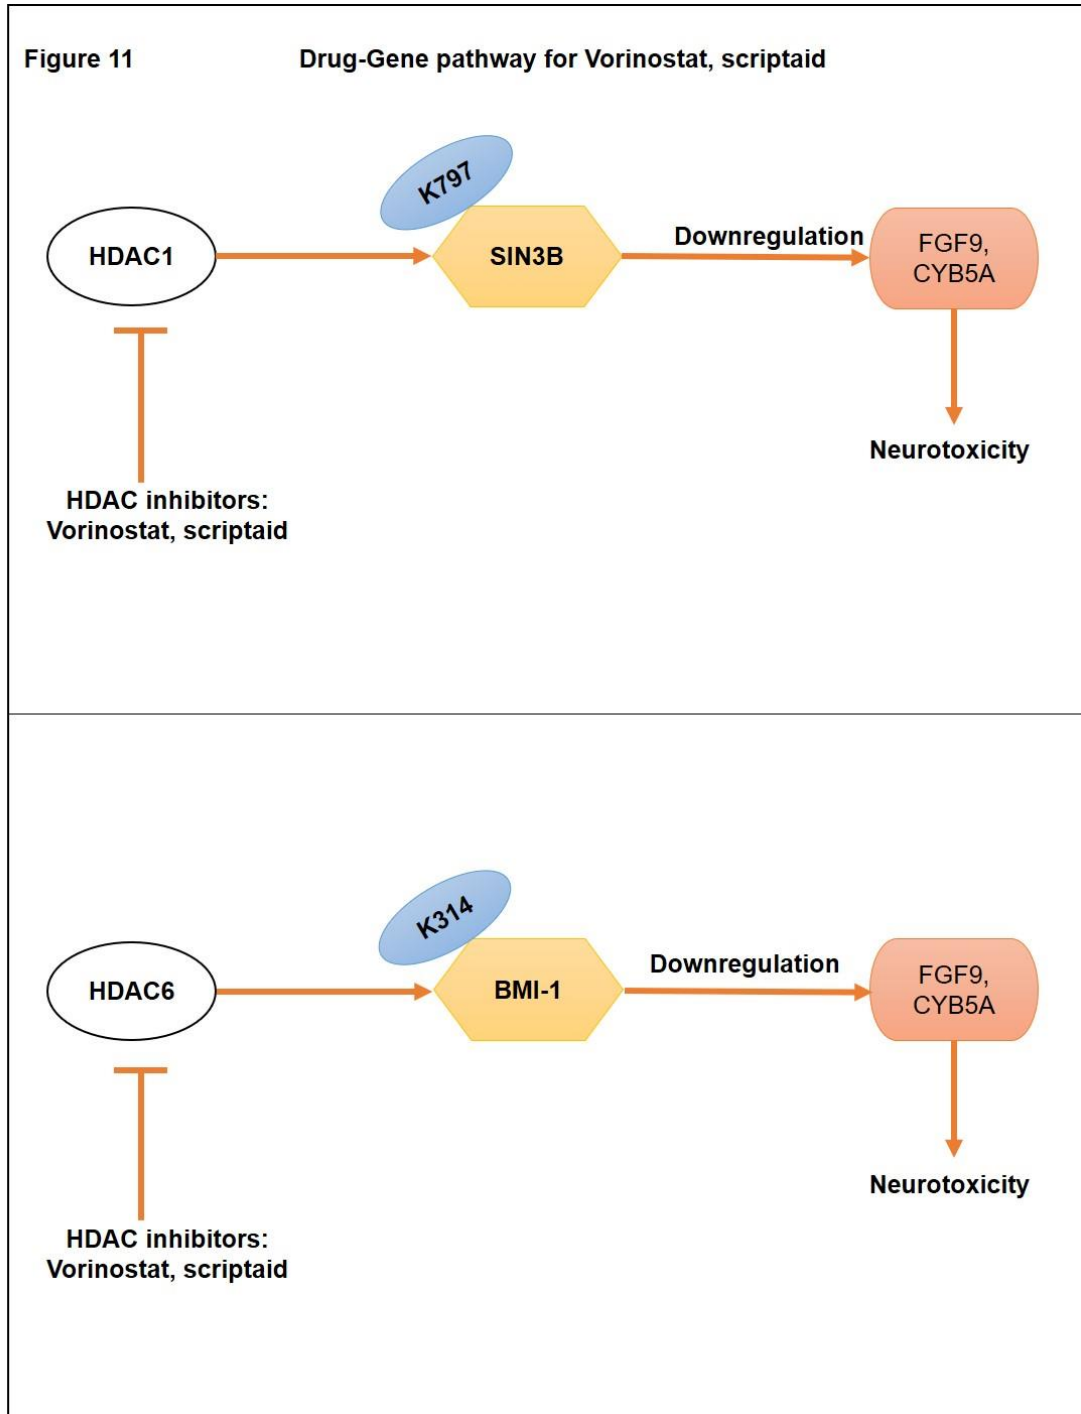 Figure 11
Drug-Gene pathway for Vorinostat, scriptaid
K797
HDAC1
SIN3B
Downregulation
FGF9,
CYB5A
Neurotoxicity
HDAC inhibitors:
Vorinostat, scriptaid
K314
HDAC6
BMI-1
Downregulation
FGF9,
CYB5A
Neurotoxicity
HDAC inhibitors:
Vorinostat, scriptaid